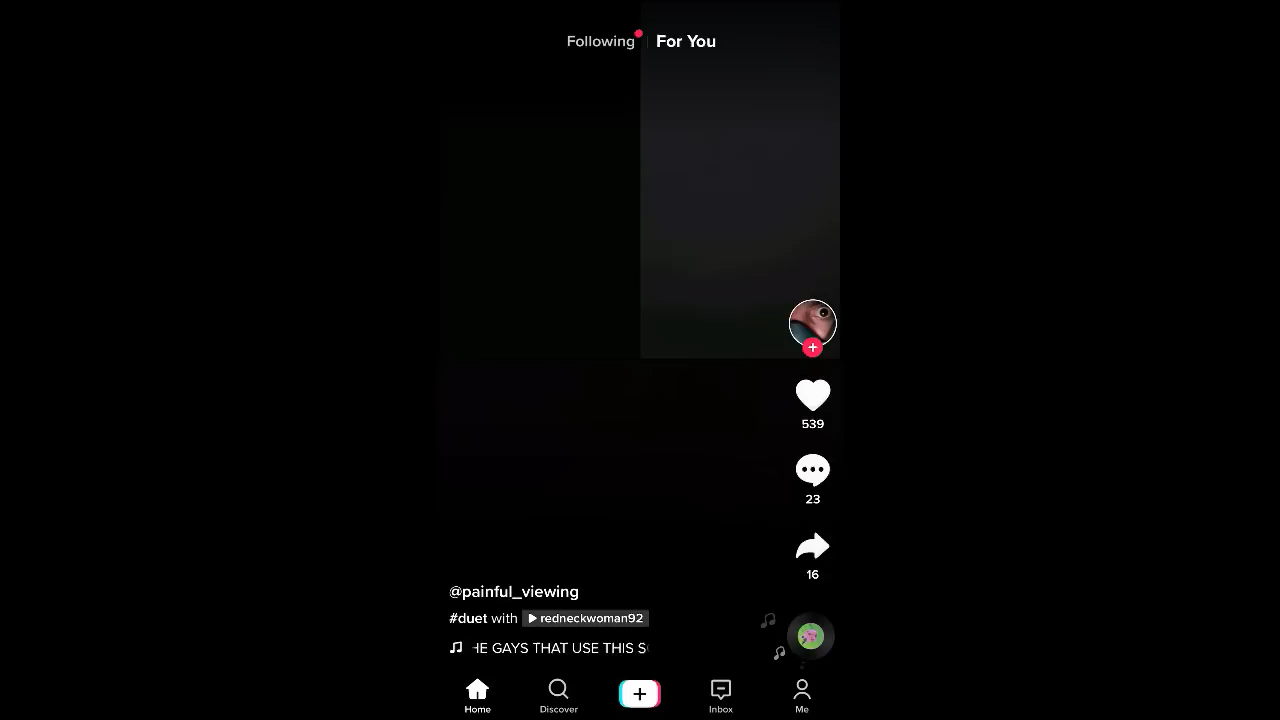 Following For You
539
23
16
@painful_viewing
#duet with redneckwoman92
HE GAYS THAT USE THIS
Home Discover Inbox Me